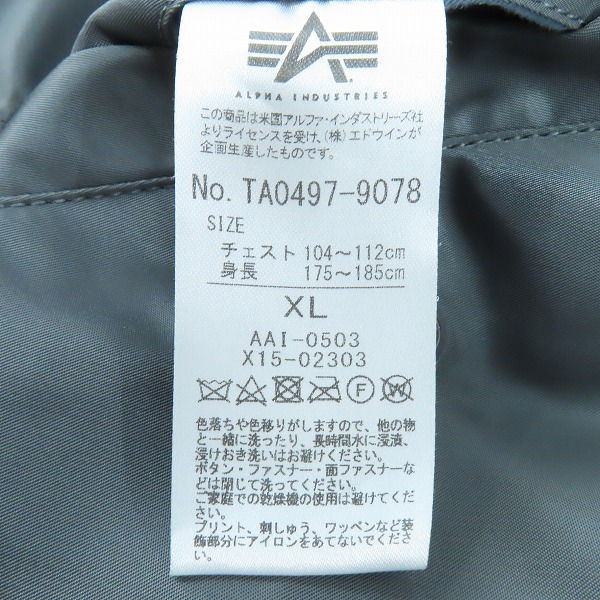 ALPHA INDUSTRIES
この商品は米国アルファ・インダストリーズ社
よりライセンスを受け、(株)エドウインが
企画生産したものです。
No. TA0497-9078
SIZE
チェスト 104～112cm
身長 175～185cm
XL
AAI-0503
X15-02303
F W
色落ちや色移りがしますので、他の物
と一緒に洗ったり、長時間水に浸漬、
浸けおき洗いはお避けください。
ボタン・ファスナー・面ファスナーな
どは閉じて洗ってください。
ご家庭での乾燥機の使用は避けてくだ
さい。
プリント、刺しゅう、ワッペンなど装
飾部分にアイロンをあてないでくださ
い。